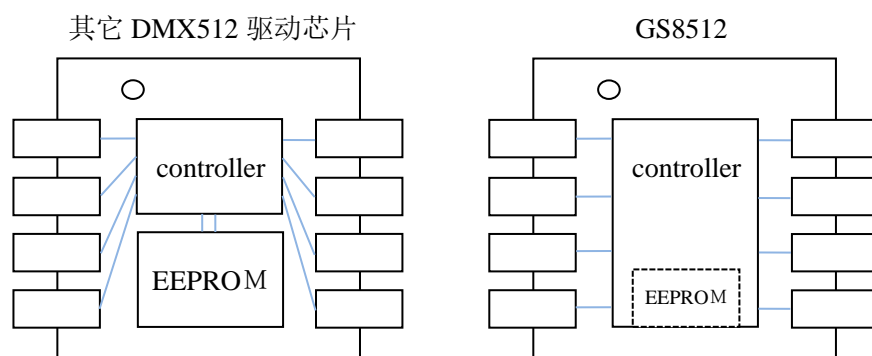 其它 DMX512 驱动芯片
GS8512
controller
EEPROM
controller
EEPROM